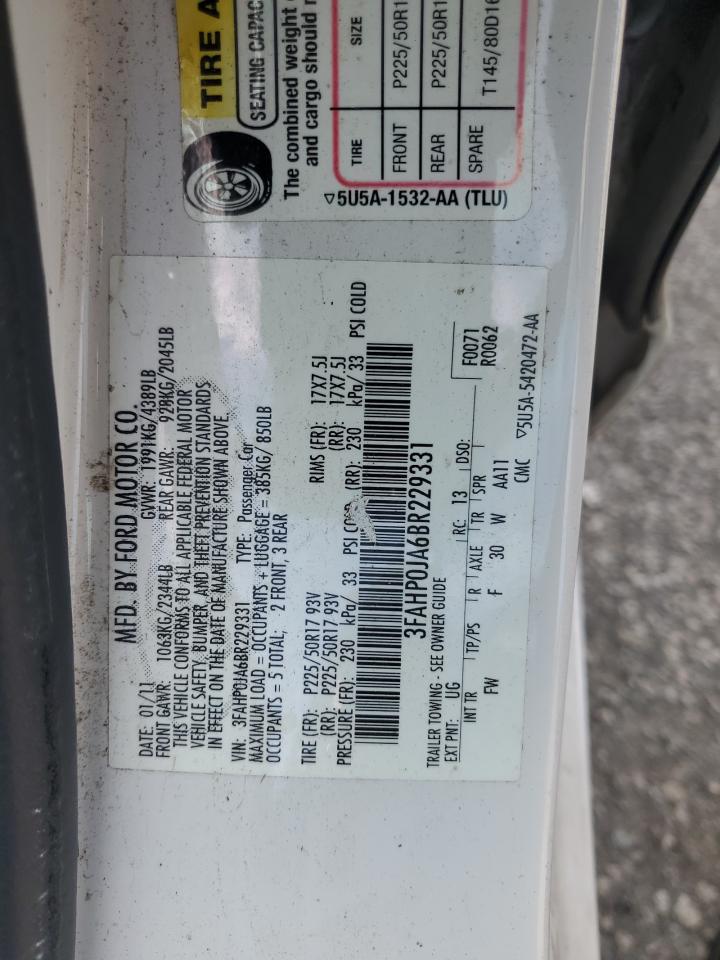 MFD. BY FORD MOTOR CO.
DATE: 01/11 GVWR: 1991KG/4389LB
FRONT GAWR: 1063KG/2344LB REAR GAWR: 928KG/2045LB
THIS VEHICLE CONFORMS TO ALL APPLICABLE FEDERAL MOTOR
VEHICLE SAFETY, BUMPER, AND THEFT PREVENTION STANDARDS
IN EFFECT ON THE DATE OF MANUFACTURE SHOWN ABOVE.
VIN: 3FAHP0JA6BR229331 TYPE: Passenger Car
MAXIMUM LOAD = OCCUPANTS + LUGGAGE = 385KG/ 850LB
OCCUPANTS = 5 TOTAL; 2 FRONT, 3 REAR
TIRE (FR): P225/50R17 93V RIMS (FR): 17X7.5J
(RR): P225/50R17 93V (RR): 17X7.5J
PRESSURE (FR): 230 kPa/ 33 PSI COLD (RR): 230 kPa/ 33 PSI COLD
3FAHP0JA6BR229331
TRAILER TOWING - SEE OWNER GUIDE
EXT PNT: UG RC: 13 DSO: F0071
R0062
INT TR TP/PS R AXLE TR SPR
FW F 30 W AA11
CMC ▽5U5A-5420472-AA
TIRE A
SEATING CAPAC
The combined weight
and cargo should
TIRE SIZE
FRONT P225/50R1
REAR P225/50R1
SPARE T145/80D16
▽5U5A-1532-AA (TLU)